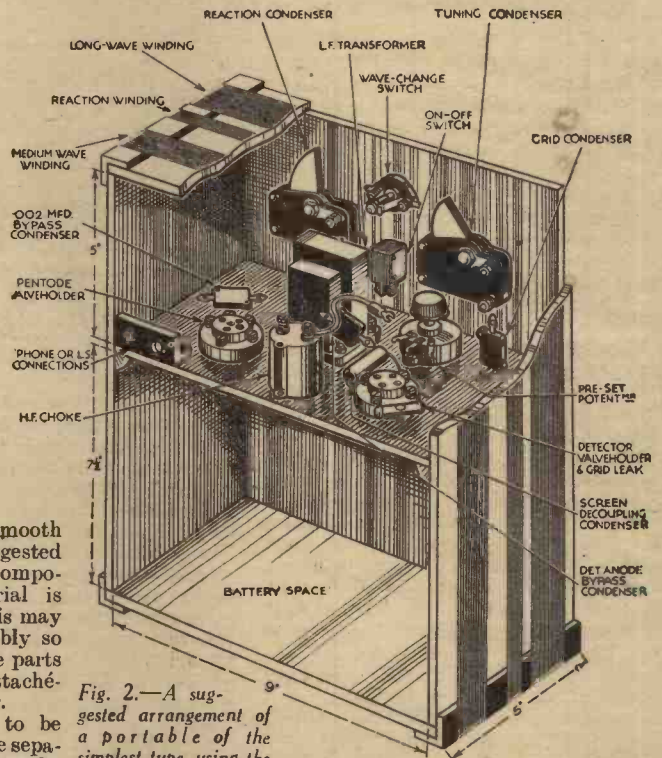 REACTION CONDENSER
TUNING CONDENSER
LONG-WAVE WINDING
L.F. TRANSFORMER
WAVE-CHANGE
SWITCH
REACTION WINDING
ON-OFF
SWITCH
GRID CONDENSER
MEDIUM WAVE
WINDING
·002 MFD.
BYPASS
CONDENSER
5"
PENTODE
VALVEHOLDER
'PHONE OR L.S.
CONNECTIONS
PRE-SET
POTENTMR
H.F. CHOKE
DETECTOR
VALVEHOLDER
& GRID LEAK
7½"
SCREEN
DECOUPLING
CONDENSER
DET. ANODE
BYPASS
CONDENSER
BATTERY SPACE
9"
mooth
gested
ompo-
rial is
is may
bly so
e parts
staché-
to be
e sepa-
Fig. 2.—A sug-
gested arrangement of
a portable of the
simplest type, using the